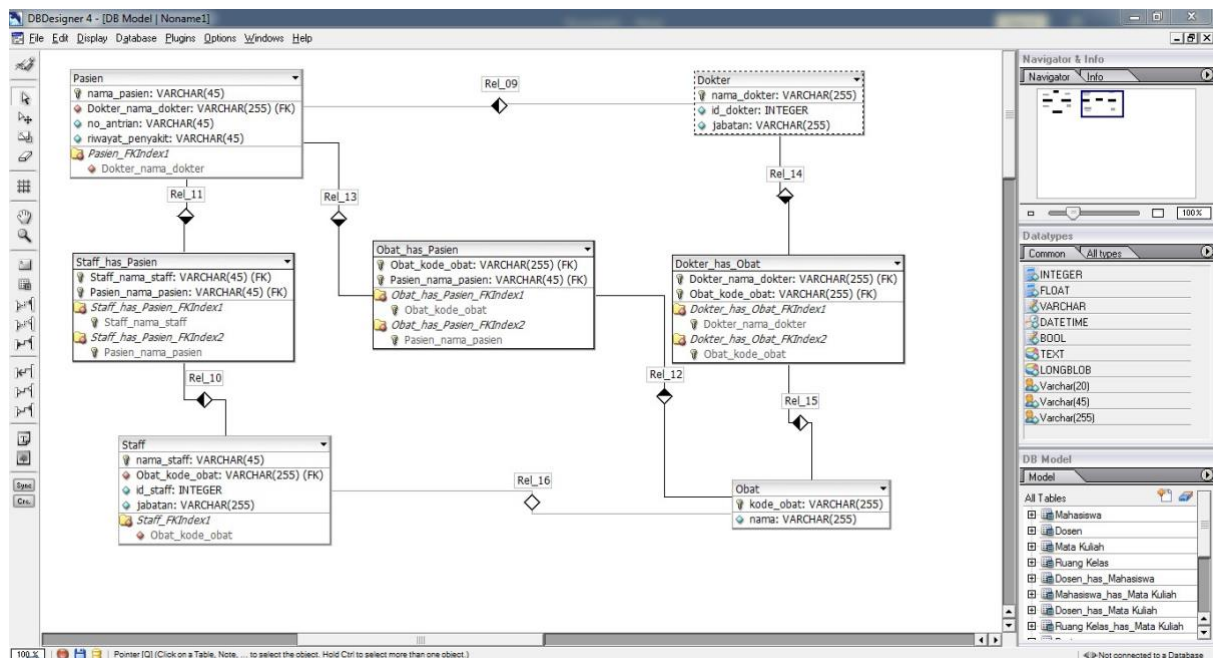 DBDesigner 4 - [DB Model | Noname1]
File Edit Display Database Plugins Options Windows Help
Pasien
nama_pasien: VARCHAR(45)
Dokter_nama_dokter: VARCHAR(255) (FK)
no_antrian: VARCHAR(45)
riwayat_penyakit: VARCHAR(45)
Pasien_FKIndex1
Dokter_nama_dokter
Rel_09
Dokter
nama_dokter: VARCHAR(255)
id_dokter: INTEGER
jabatan: VARCHAR(255)
Rel_11
Rel_13
Rel_14
Staff_has_Pasien
Staff_nama_staff: VARCHAR(45) (FK)
Pasien_nama_pasien: VARCHAR(45) (FK)
Staff_has_Pasien_FKIndex1
Staff_nama_staff
Staff_has_Pasien_FKIndex2
Pasien_nama_pasien
Obat_has_Pasien
Obat_kode_obat: VARCHAR(255) (FK)
Pasien_nama_pasien: VARCHAR(45) (FK)
Obat_has_Pasien_FKIndex1
Obat_kode_obat
Obat_has_Pasien_FKIndex2
Pasien_nama_pasien
Dokter_has_Obat
Dokter_nama_dokter: VARCHAR(255) (FK)
Obat_kode_obat: VARCHAR(255) (FK)
Dokter_has_Obat_FKIndex1
Dokter_nama_dokter
Dokter_has_Obat_FKIndex2
Obat_kode_obat
Rel_10
Rel_12
Rel_15
Staff
nama_staff: VARCHAR(45)
Obat_kode_obat: VARCHAR(255) (FK)
id_staff: INTEGER
jabatan: VARCHAR(255)
Staff_FKIndex1
Obat_kode_obat
Rel_16
Obat
kode_obat: VARCHAR(255)
nama: VARCHAR(255)
Navigator & Info
Navigator Info
100%
Datatypes
Common All types
INTEGER
FLOAT
VARCHAR
DATETIME
BOOL
TEXT
LONGBLOB
Varchar(20)
Varchar(45)
Varchar(255)
DB Model
Model
All Tables
Mahasiswa
Dosen
Mata Kuliah
Ruang Kelas
Dosen_has_Mahasiswa
Mahasiswa_has_Mata Kuliah
Dosen_has_Mata Kuliah
Ruang Kelas_has_Mata Kuliah
Sync
100 % Pointer [Q] (Click on a Table, Note, ... to select the object. Hold Ctrl to select more than one object.)
Not connected to a Database